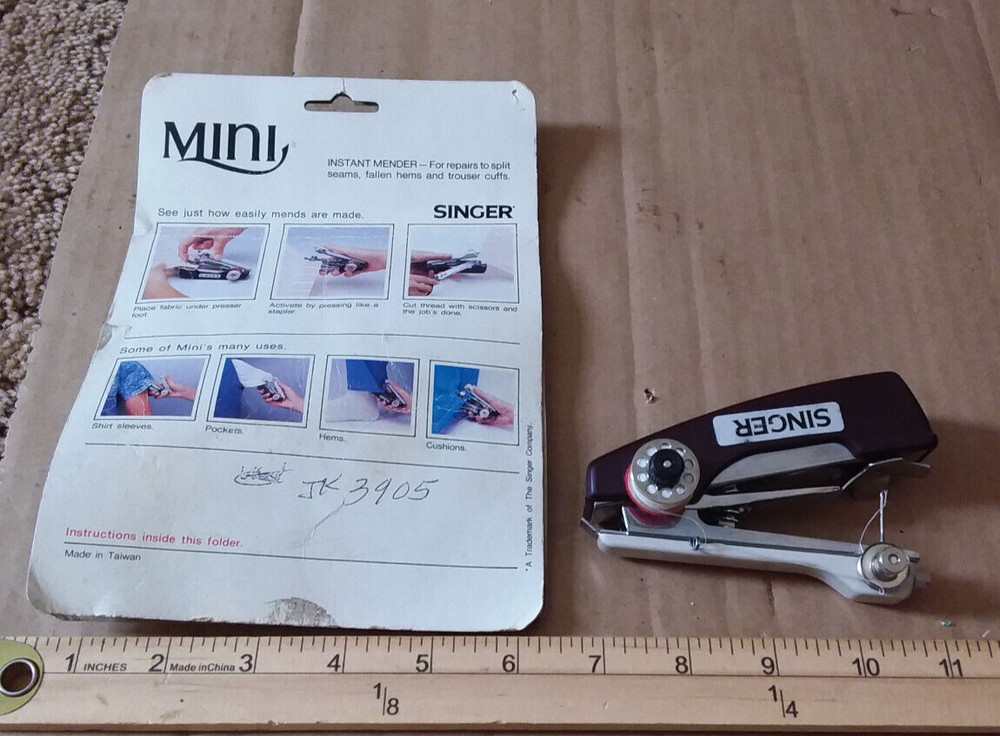 Mini
INSTANT MENDER — For repairs to split
seams, fallen hems and trouser cuffs.
See just how easily mends are made.
SINGER*
Place fabric under presser
foot.
Activate by pressing like a
stapler.
Cut thread with scissors and
the job's done.
Some of Mini's many uses.
Shirt sleeves.
Pockets.
Hems.
Cushions.
JK 3905
Instructions inside this folder.
Made in Taiwan
*A Trademark of The Singer Company.
SINGER
1 INCHES 2 Made in China 3 4 5 6 7 8 9 10 11
1/8 1/4